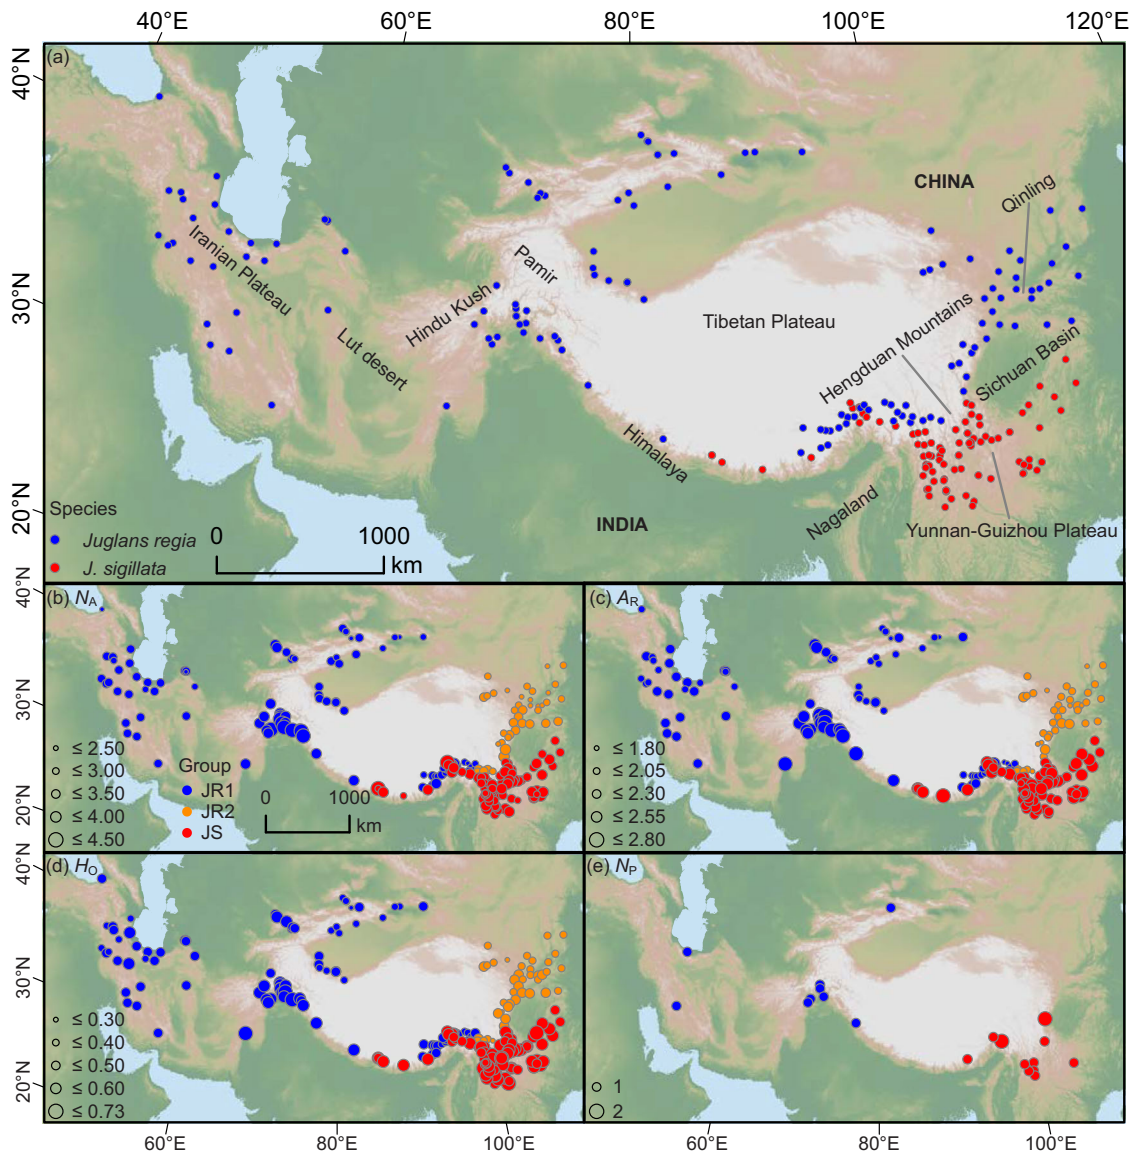 40°E 60°E 80°E 100°E 120°E
(a)
40°N
30°N
20°N
CHINA
Qinling
Iranian Plateau
Pamir
Hindu Kush
Lut desert
Tibetan Plateau
Hengduan Mountains
Sichuan Basin
Himalaya
Nagaland
INDIA
Yunnan-Guizhou Plateau
Species
Juglans regia
J. sigillata
0 1000
km
(b) NA
40°N
30°N
20°N
≤ 2.50
≤ 3.00
≤ 3.50
≤ 4.00
≤ 4.50
Group
JR1
JR2
JS
0 1000
km
(c) AR
≤ 1.80
≤ 2.05
≤ 2.30
≤ 2.55
≤ 2.80
(d) HO
40°N
30°N
20°N
≤ 0.30
≤ 0.40
≤ 0.50
≤ 0.60
≤ 0.73
(e) NP
1
2
60°E 80°E 100°E 60°E 80°E 100°E